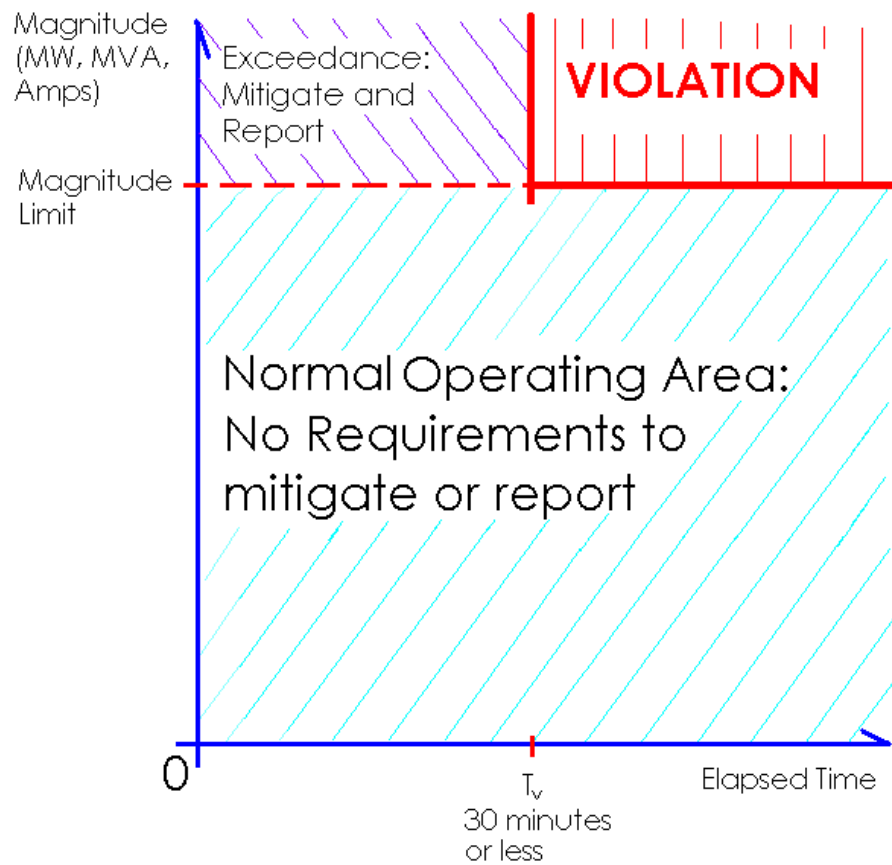 Magnitude
(MW, MVA,
Amps)
Exceedance:
Mitigate and
Report
VIOLATION
Magnitude
Limit
Normal Operating Area:
No Requirements to
mitigate or report
0
Tv
30 minutes
or less
Elapsed Time